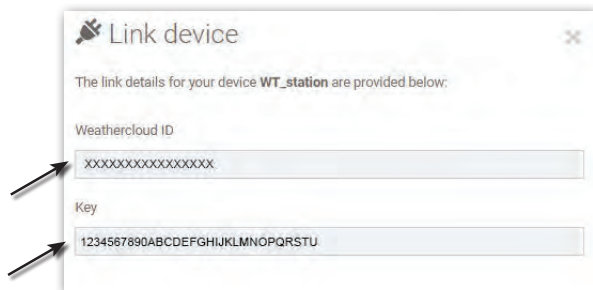 Link device
The link details for your device WT_station are provided below:
Weathercloud ID
XXXXXXXXXXXXXXXX
Key
1234567890ABCDEFGHIJKLMNOPQRSTU